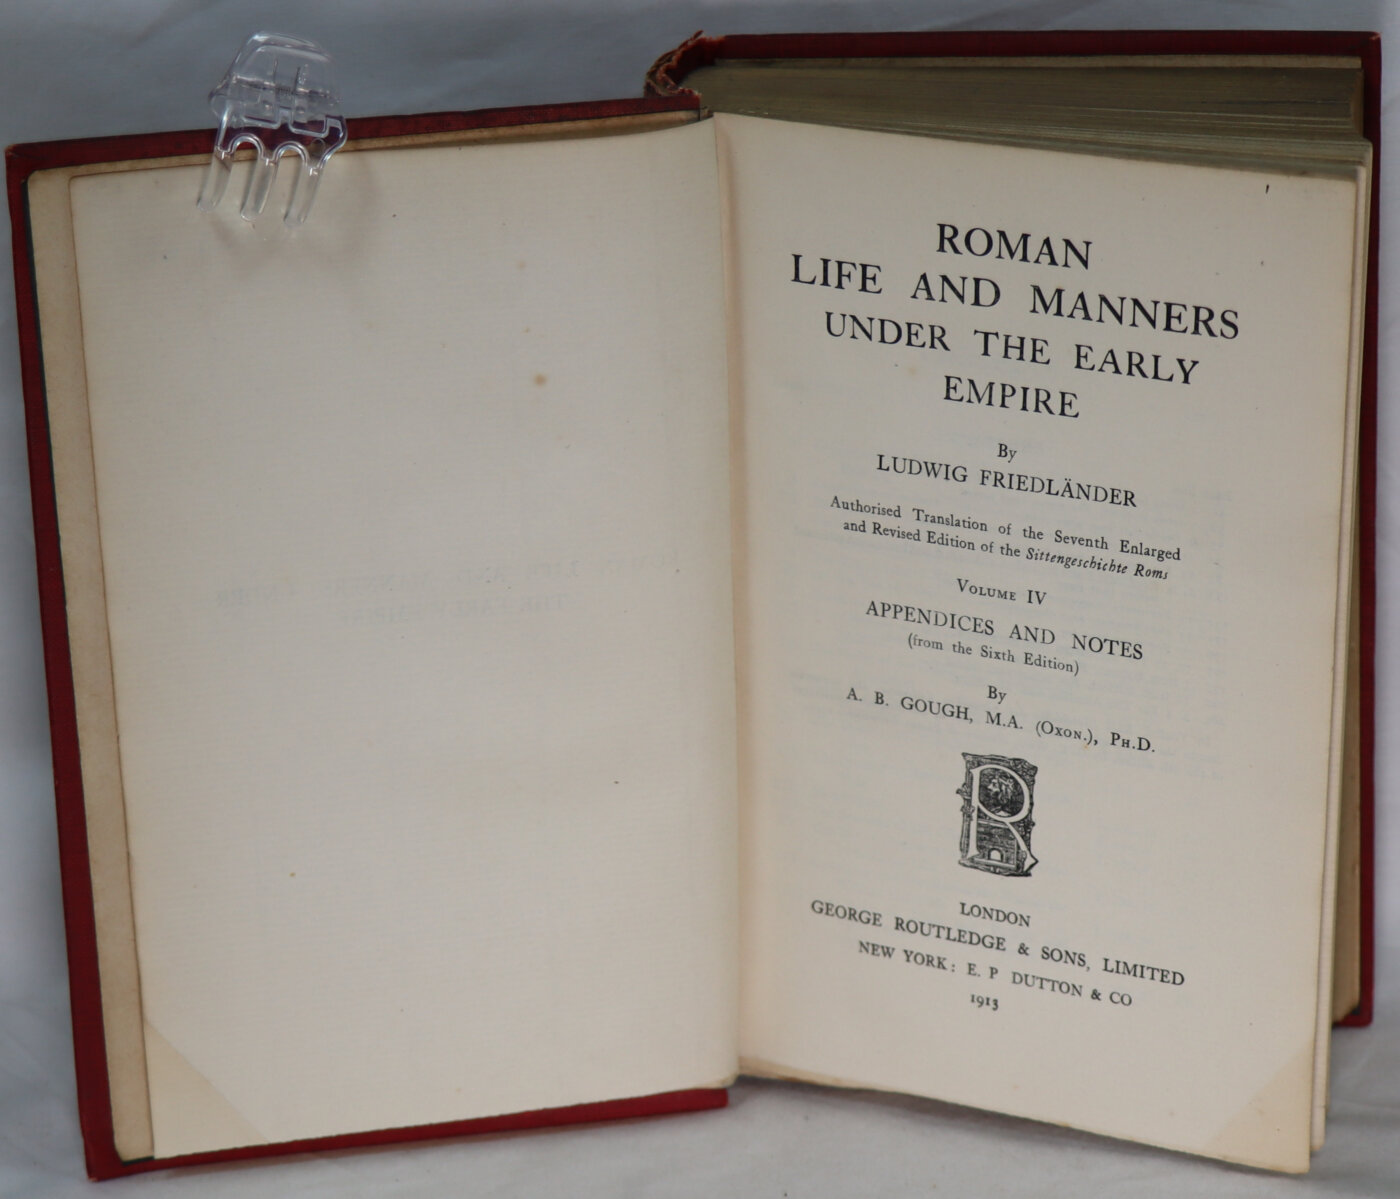 ROMAN
LIFE AND MANNERS
UNDER THE EARLY
EMPIRE
By
LUDWIG FRIEDLÄNDER
Authorised Translation of the Seventh Enlarged
and Revised Edition of the Sittengeschichte Roms
VOLUME IV
APPENDICES AND NOTES
(from the Sixth Edition)
By
A. B. GOUGH, M.A. (OXON.), PH.D.
R
LONDON
GEORGE ROUTLEDGE & SONS, LIMITED
NEW YORK: E. P DUTTON & CO
1913